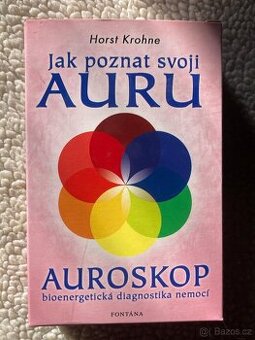 Horst Krohne
Jak poznat svoji
AURU
AUROSKOP
bioenergetická diagnostika nemocí
FONTÁNA
Bazos.cz